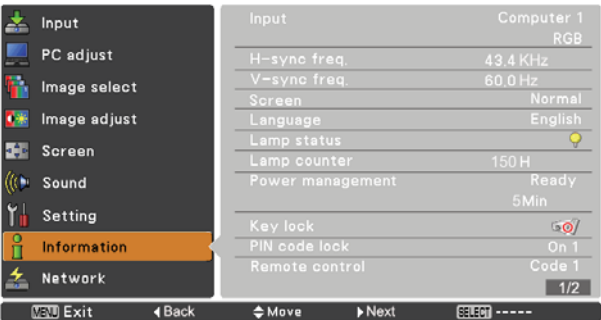 Input
PC adjust
Image select
Image adjust
Screen
Sound
Setting
Information
Network
Input Computer 1
RGB
H-sync freq. 43.4 KHz
V-sync freq. 60.0 Hz
Screen Normal
Language English
Lamp status
Lamp counter 150 H
Power management Ready
5Min
Key lock
PIN code lock On 1
Remote control Code 1
1/2
MENU Exit Back Move Next SELECT -----